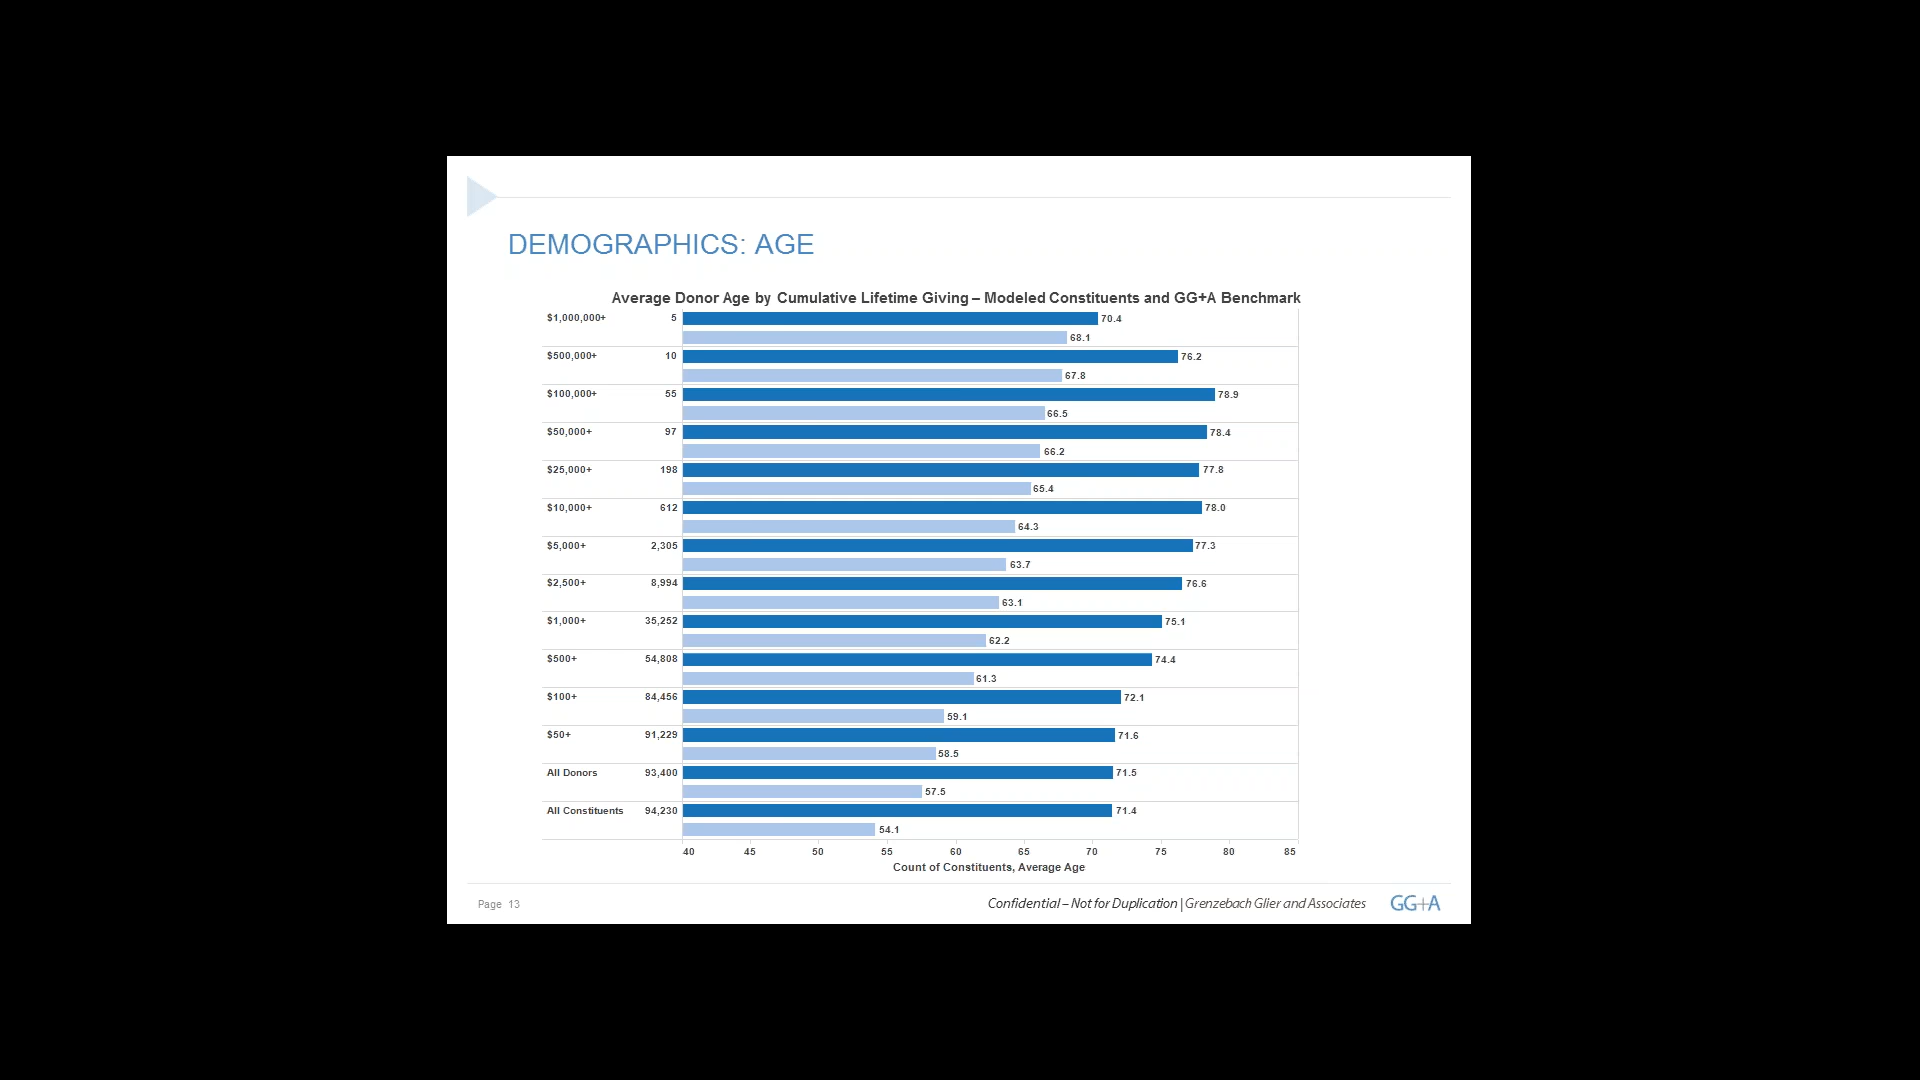 DEMOGRAPHICS: AGE
Average Donor Age by Cumulative Lifetime Giving – Modeled Constituents and GG+A Benchmark
$1,000,000+ 5 70.4
68.1
$500,000+ 10 76.2
67.8
$100,000+ 55 78.9
66.5
$50,000+ 97 78.4
66.2
$25,000+ 198 77.8
65.4
$10,000+ 612 78.0
64.3
$5,000+ 2,305 77.3
63.7
$2,500+ 8,994 76.6
63.1
$1,000+ 35,252 75.1
62.2
$500+ 54,808 74.4
61.3
$100+ 84,456 72.1
59.1
$50+ 91,229 71.6
58.5
All Donors 93,400 71.5
57.5
All Constituents 94,230 71.4
54.1
40 45 50 55 60 65 70 75 80 85
Count of Constituents, Average Age
Page 13 Confidential – Not for Duplication | Grenzebach Glier and Associates GG+A